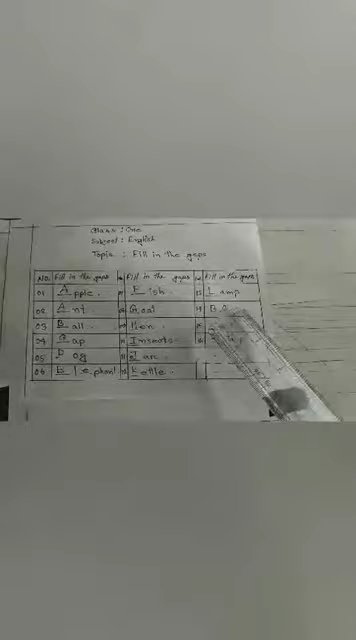 Class : One
Subject : English
Topic : Fill in the gaps
NO. Fill in the gaps Fill in the gaps Fill in the gaps
01 Apple. Fish. Lamp
02 Ant Goat
03 Ball. Hen.
04 Cap Insects.
05 Dog Jar.
06 Elephant Kettle.